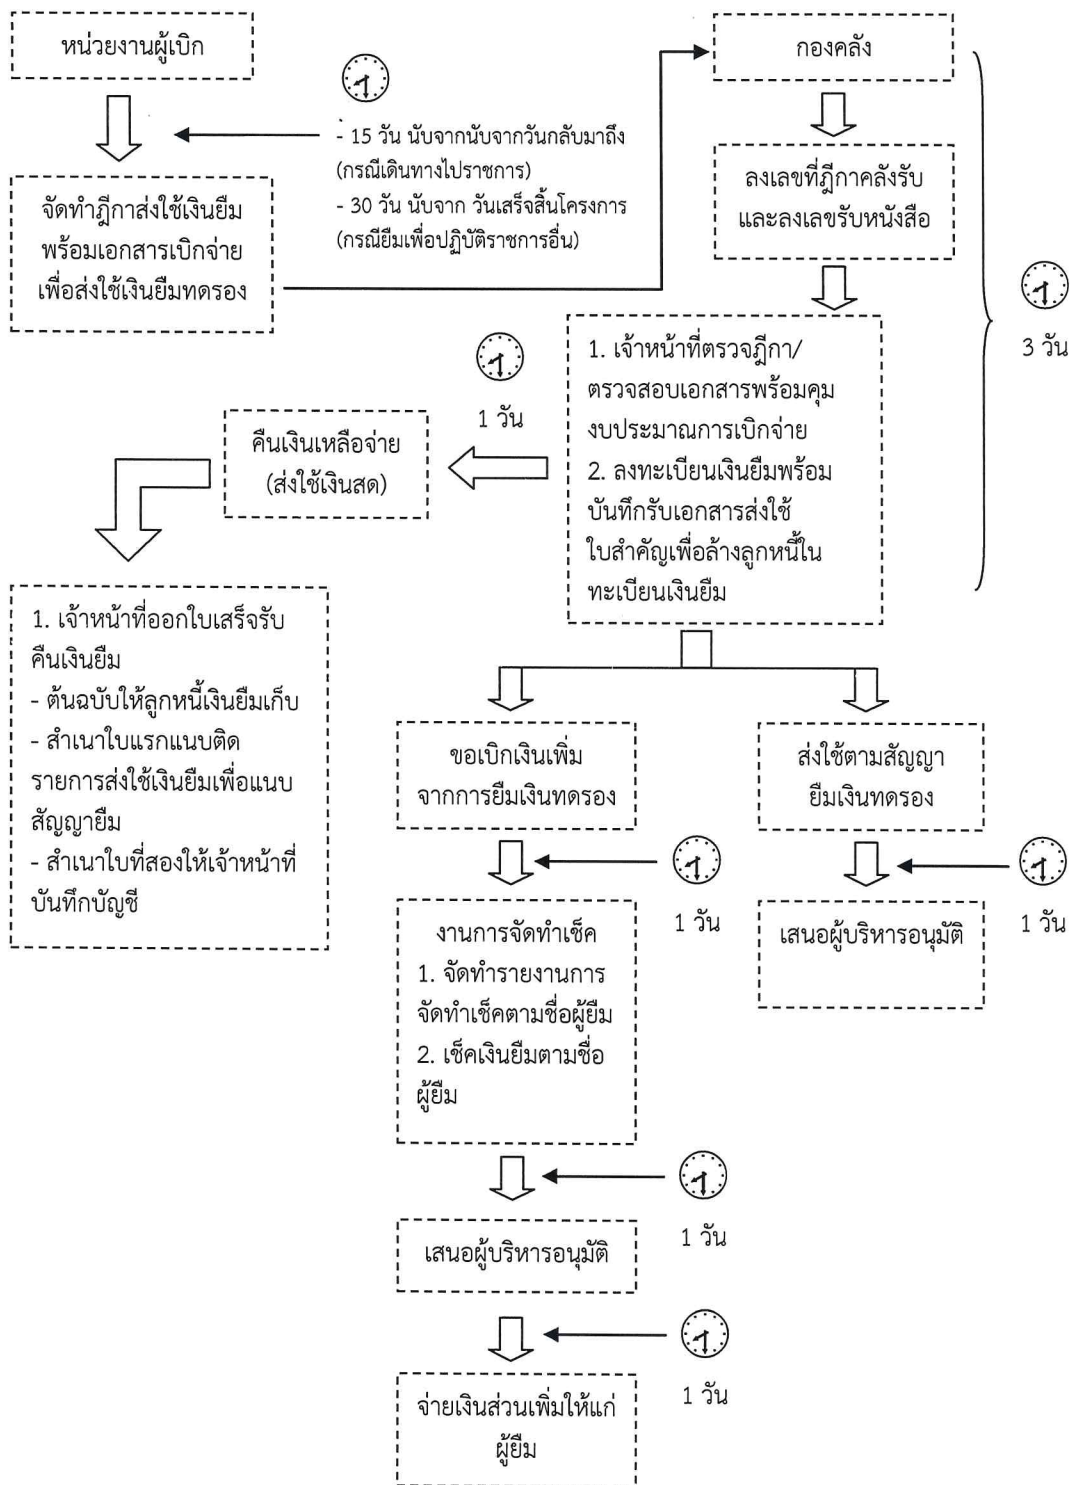 หน่วยงานผู้เบิก
- 15 วัน นับจากนับจากวันกลับมาถึง
(กรณีเดินทางไปราชการ)
- 30 วัน นับจาก วันเสร็จสิ้นโครงการ
(กรณียืมเพื่อปฏิบัติราชการอื่น)
จัดทำฎีกาส่งใช้เงินยืม
พร้อมเอกสารเบิกจ่าย
เพื่อส่งใช้เงินยืมทดรอง
กองคลัง
ลงเลขที่ฎีกาคลังรับ
และลงเลขรับหนังสือ
3 วัน
1. เจ้าหน้าที่ตรวจฎีกา/
ตรวจสอบเอกสารพร้อมคุม
งบประมาณการเบิกจ่าย
2. ลงทะเบียนเงินยืมพร้อม
บันทึกรับเอกสารส่งใช้
ใบสำคัญเพื่อล้างลูกหนี้ใน
ทะเบียนเงินยืม
1 วัน
คืนเงินเหลือจ่าย
(ส่งใช้เงินสด)
1. เจ้าหน้าที่ออกใบเสร็จรับ
คืนเงินยืม
- ต้นฉบับให้ลูกหนี้เงินยืมเก็บ
- สำเนาใบแรกแนบติด
รายการส่งใช้เงินยืมเพื่อแนบ
สัญญายืม
- สำเนาใบที่สองให้เจ้าหน้าที่
บันทึกบัญชี
ขอเบิกเงินเพิ่ม
จากการยืมเงินทดรอง
1 วัน
งานการจัดทำเช็ค
1. จัดทำรายงานการ
จัดทำเช็คตามชื่อผู้ยืม
2. เช็คเงินยืมตามชื่อ
ผู้ยืม
1 วัน
เสนอผู้บริหารอนุมัติ
1 วัน
จ่ายเงินส่วนเพิ่มให้แก่
ผู้ยืม
ส่งใช้ตามสัญญา
ยืมเงินทดรอง
1 วัน
เสนอผู้บริหารอนุมัติ